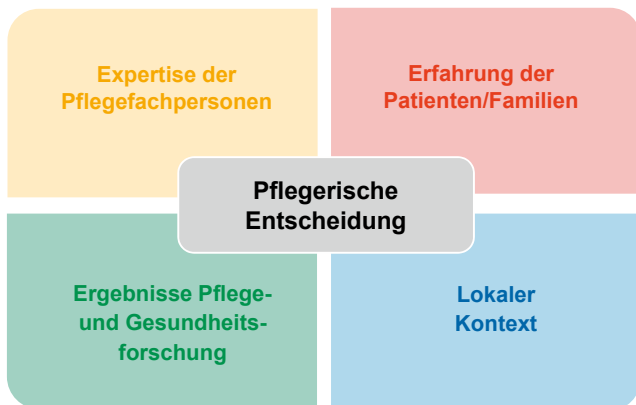 Expertise der
Pflegefachpersonen
Erfahrung der
Patienten/Familien
Pflegerische
Entscheidung
Ergebnisse Pflege-
und Gesundheits-
forschung
Lokaler
Kontext